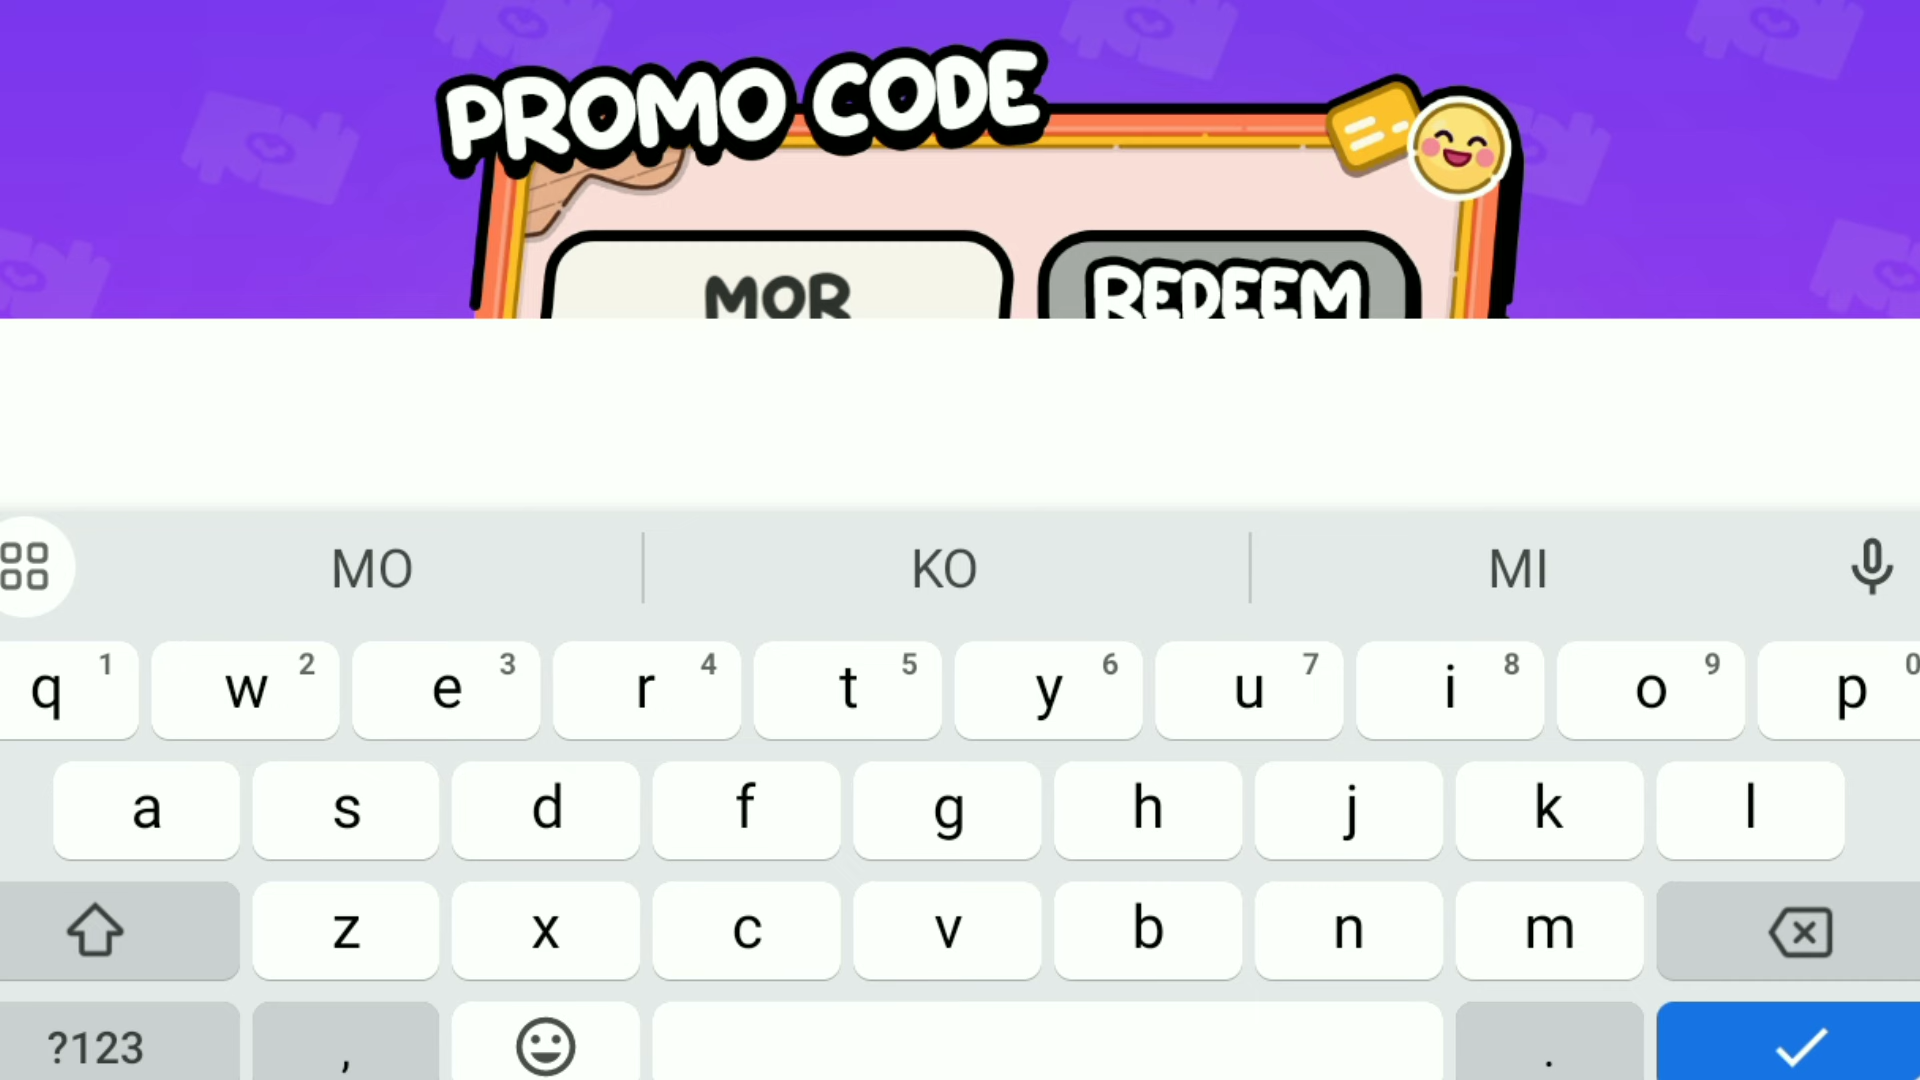 PROMO CODE
MOR
REDEEM
MO KO MI
q 1 w 2 e 3 r 4 t 5 y 6 u 7 i 8 o 9 p 0
a s d f g h j k l
z x c v b n m
?123 , .